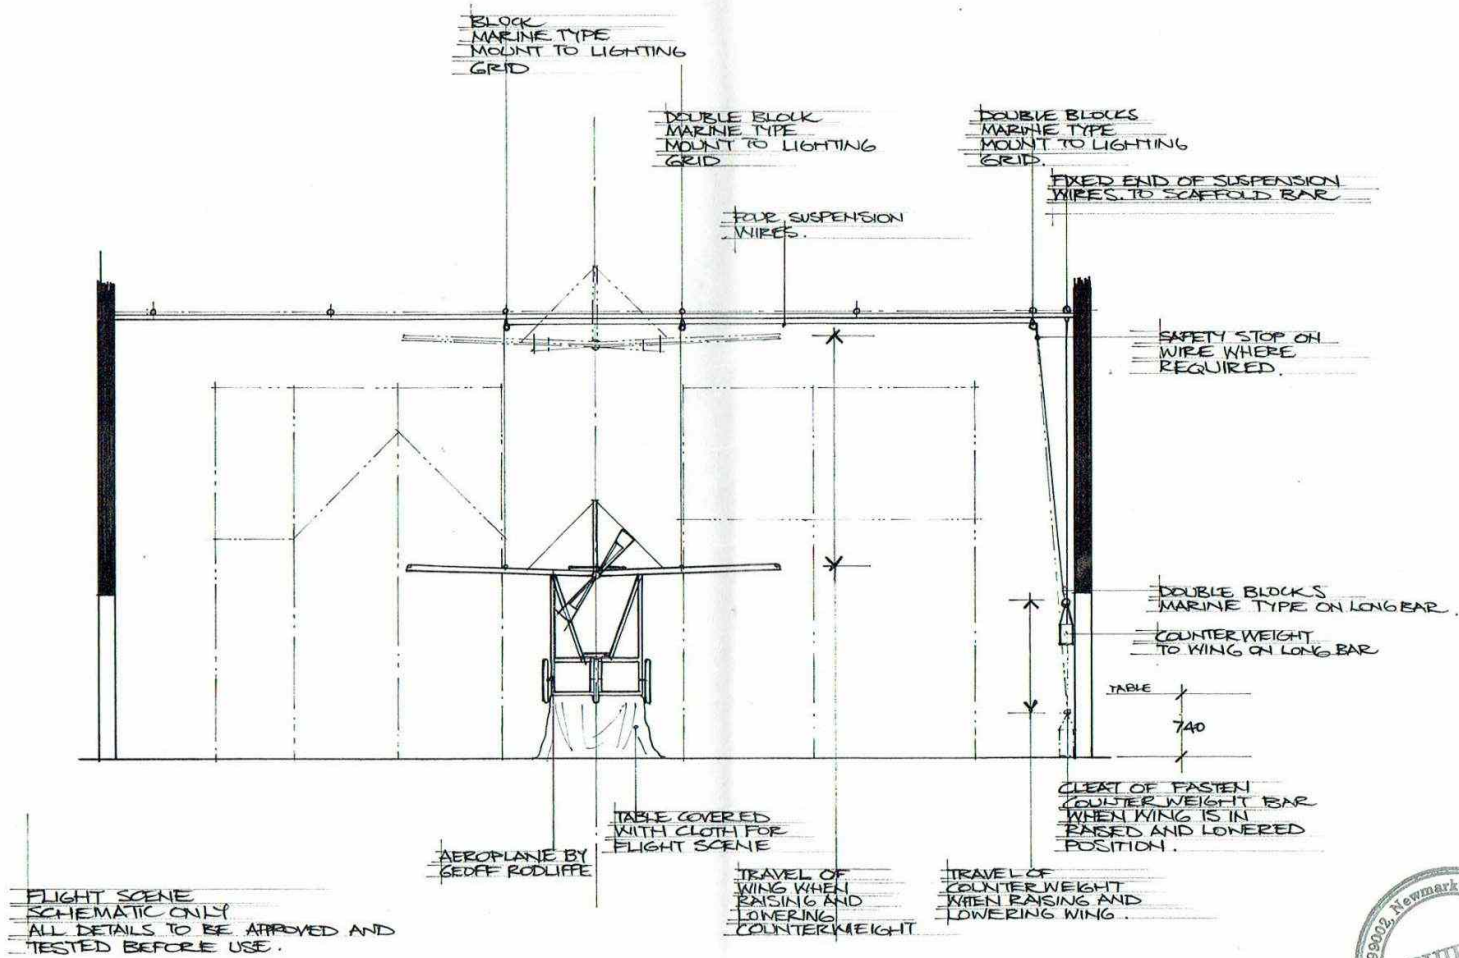 BLOCK
MARINE TYPE
MOUNT TO LIGHTING
GRID
DOUBLE BLOCK
MARINE TYPE
MOUNT TO LIGHTING
GRID
DOUBLE BLOCKS
MARINE TYPE
MOUNT TO LIGHTING
GRID.
FIXED END OF SUSPENSION
WIRES. TO SCAFFOLD BAR
FOUR SUSPENSION
WIRES.
SAFETY STOP ON
WIRE WHERE
REQUIRED.
DOUBLE BLOCKS
MARINE TYPE ON LONG BAR.
COUNTERWEIGHT
TO WING ON LONG BAR
TABLE
740
CLEAT OF FASTEN
COUNTER WEIGHT BAR
WHEN WING IS IN
RAISED AND LOWERED
POSITION.
TABLE COVERED
WITH CLOTH FOR
FLIGHT SCENE
AEROPLANE BY
GEOFF RODLIFFE
TRAVEL OF
WING WHEN
RAISING AND
LOWERING
COUNTERWEIGHT
TRAVEL OF
COUNTER WEIGHT
WHEN RAISING AND
LOWERING WING.
FLIGHT SCENE
SCHEMATIC ONLY
ALL DETAILS TO BE APPROVED AND
TESTED BEFORE USE.
99002, Newmark